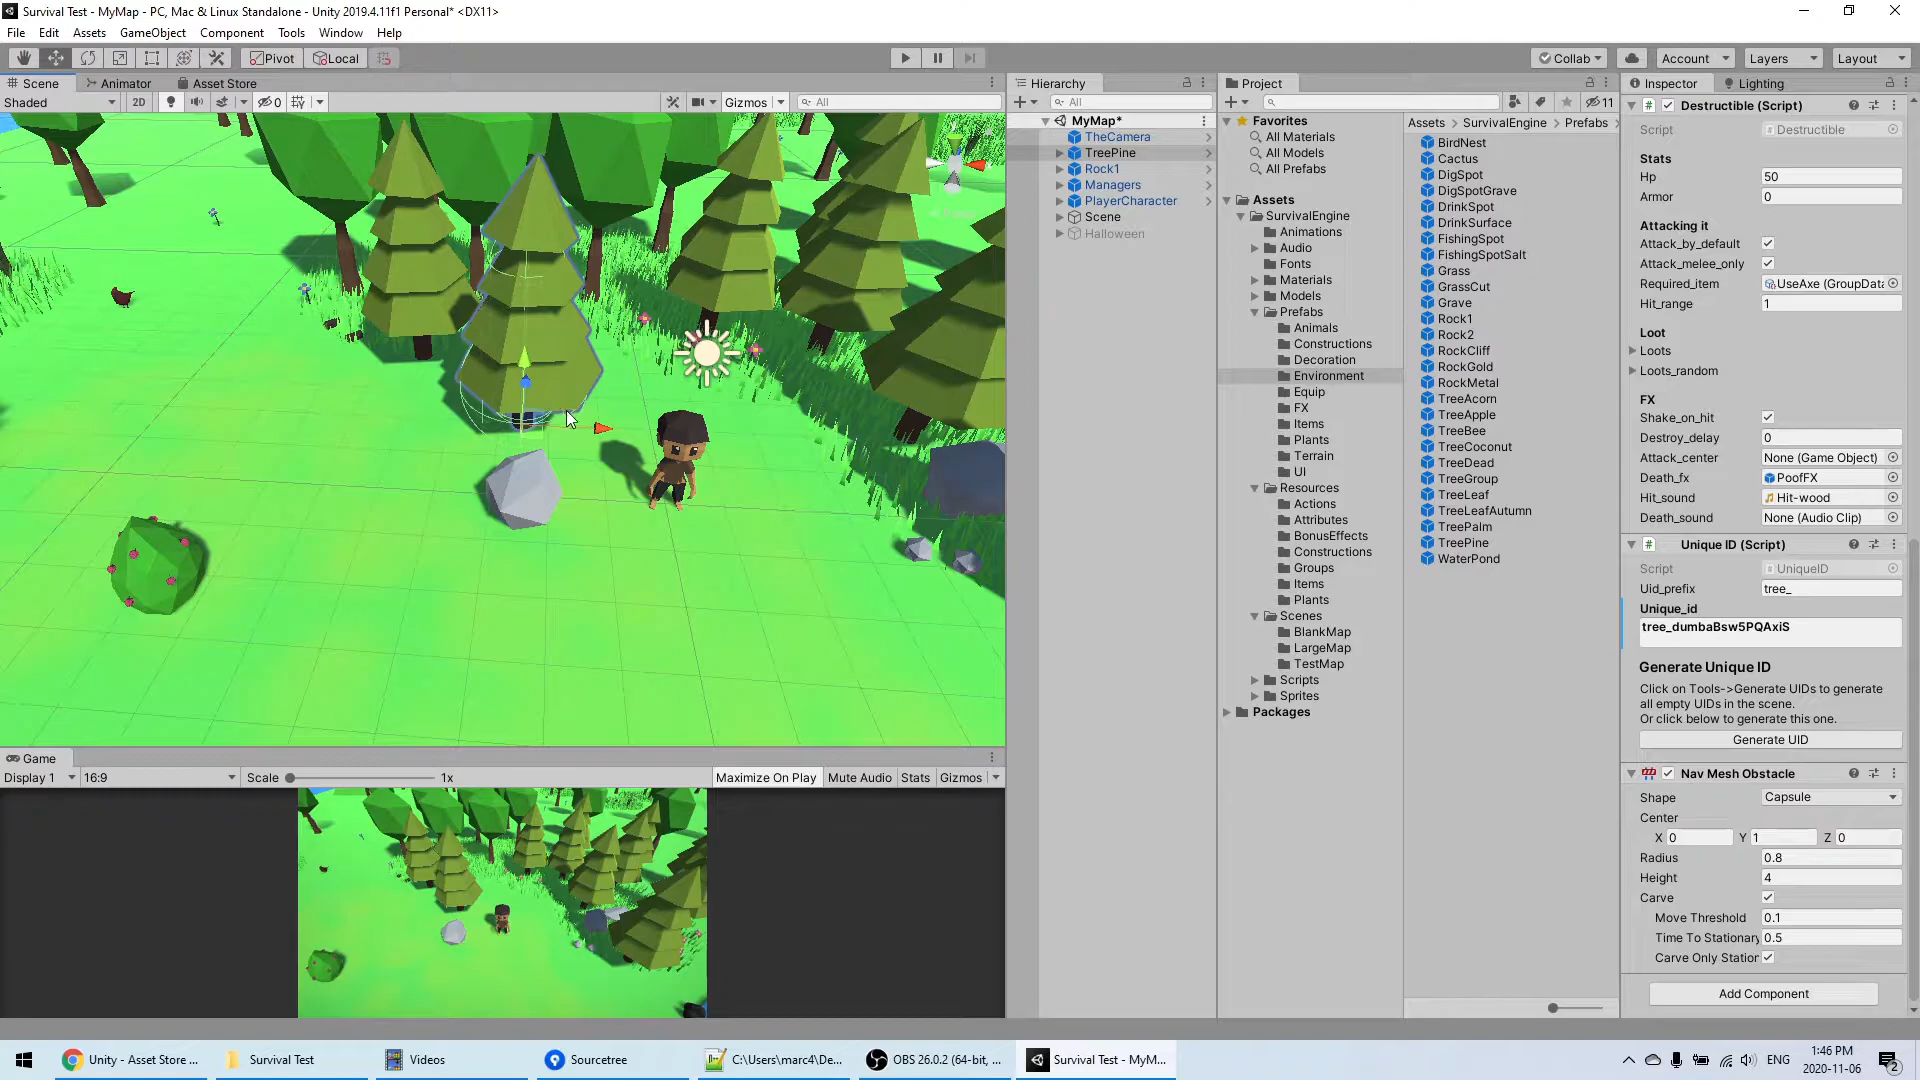 Survival Test - MyMap - PC, Mac & Linux Standalone - Unity 2019.4.11f1 Personal* <DX11>
File Edit Assets GameObject Component Tools Window Help
Pivot Local Collab Account Layers Layout
Scene Animator Asset Store
Shaded 2D 0 Gizmos All
Hierarchy
All
MyMap*
TheCamera
TreePine
Rock1
Managers
PlayerCharacter
Scene
Halloween
Project
11
Favorites
All Materials
All Models
All Prefabs
Assets
SurvivalEngine
Animations
Audio
Fonts
Materials
Models
Prefabs
Animals
Constructions
Decoration
Environment
Equip
FX
Items
Plants
Terrain
UI
Resources
Actions
Attributes
BonusEffects
Constructions
Groups
Items
Plants
Scenes
BlankMap
LargeMap
TestMap
Scripts
Sprites
Packages
Assets SurvivalEngine Prefabs
BirdNest
Cactus
DigSpot
DigSpotGrave
DrinkSpot
DrinkSurface
FishingSpot
FishingSpotSalt
Grass
GrassCut
Grave
Rock1
Rock2
RockCliff
RockGold
RockMetal
TreeAcorn
TreeApple
TreeBee
TreeCoconut
TreeDead
TreeGroup
TreeLeaf
TreeLeafAutumn
TreePalm
TreePine
WaterPond
Inspector Lighting
Destructible (Script)
Script Destructible
Stats
Hp 50
Armor 0
Attacking it
Attack_by_default
Attack_melee_only
Required_item UseAxe (GroupData
Hit_range 1
Loot
Loots
Loots_random
FX
Shake_on_hit
Destroy_delay 0
Attack_center None (Game Object)
Death_fx PoofFX
Hit_sound Hit-wood
Death_sound None (Audio Clip)
Unique ID (Script)
Script UniqueID
Uid_prefix tree_
Unique_id
tree_dumbaBsw5PQAxiS
Generate Unique ID
Click on Tools->Generate UIDs to generate
all empty UIDs in the scene.
Or click below to generate this one.
Generate UID
Nav Mesh Obstacle
Shape Capsule
Center
X 0 Y 1 Z 0
Radius 0.8
Height 4
Carve
Move Threshold 0.1
Time To Stationary 0.5
Carve Only Station
Add Component
Game
Display 1 16:9 Scale 1x Maximize On Play Mute Audio Stats Gizmos
Unity - Asset Store ... Survival Test Videos Sourcetree C:\Users\marc4\De... OBS 26.0.2 (64-bit, ... Survival Test - MyM...
ENG
1:46 PM
2020-11-06
2